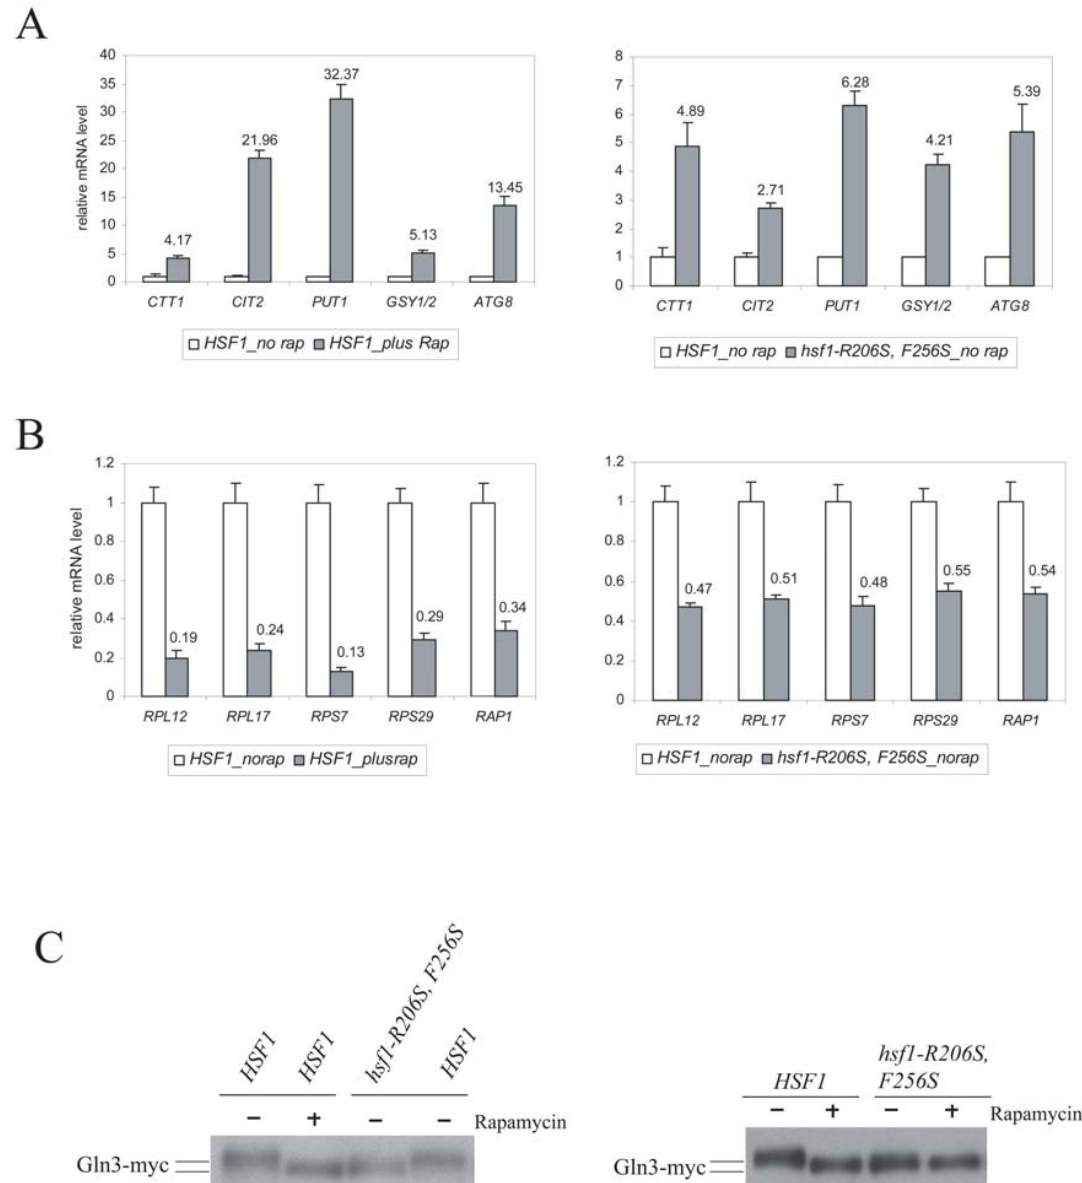 A
relative mRNA level
40
35
30
25
20
15
10
5
0
4.17
21.96
32.37
5.13
13.45
CTT1 CIT2 PUT1 GSY1/2 ATG8
HSF1_no rap HSF1_plus Rap
8
7
6
5
4
3
2
1
0
4.89
2.71
6.28
4.21
5.39
CTT1 CIT2 PUT1 GSY1/2 ATG8
HSF1_no rap hsf1-R206S, F256S_no rap
B
relative mRNA level
1.2
1
0.8
0.6
0.4
0.2
0
0.19
0.24
0.13
0.29
0.34
RPL12 RPL17 RPS7 RPS29 RAP1
HSF1_norap HSF1_plusrap
1.2
1
0.8
0.6
0.4
0.2
0
0.47
0.51
0.48
0.55
0.54
RPL12 RPL17 RPS7 RPS29 RAP1
HSF1_norap hsf1-R206S, F256S_norap
C
HSF1 HSF1 hsf1-R206S, F256S HSF1
− + − − Rapamycin
Gln3-myc
HSF1
hsf1-R206S,
F256S
− + − + Rapamycin
Gln3-myc